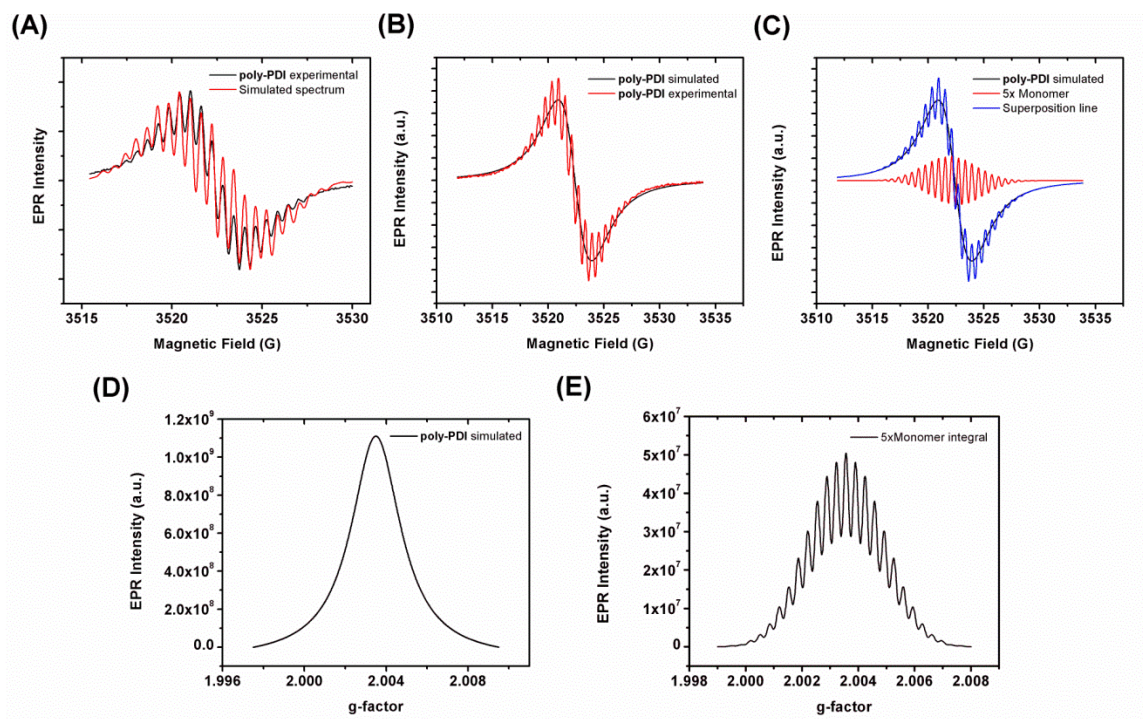 (A)
poly-PDI experimental
Simulated spectrum
EPR Intensity
3515 3520 3525 3530
Magnetic Field (G)
(B)
poly-PDI simulated
poly-PDI experimental
EPR Intensity (a.u.)
3510 3515 3520 3525 3530 3535
Magnetic Field (G)
(C)
poly-PDI simulated
5x Monomer
Superposition line
EPR Intensity (a.u.)
3510 3515 3520 3525 3530 3535
Magnetic Field (G)
(D)
poly-PDI simulated
EPR Intensity (a.u.)
1.2x10⁹
1.0x10⁹
8.0x10⁸
6.0x10⁸
4.0x10⁸
2.0x10⁸
0.0
1.996 2.000 2.004 2.008
g-factor
(E)
5xMonomer integral
EPR Intensity (a.u.)
6x10⁷
5x10⁷
4x10⁷
3x10⁷
2x10⁷
1x10⁷
0
1.998 2.000 2.002 2.004 2.006 2.008
g-factor